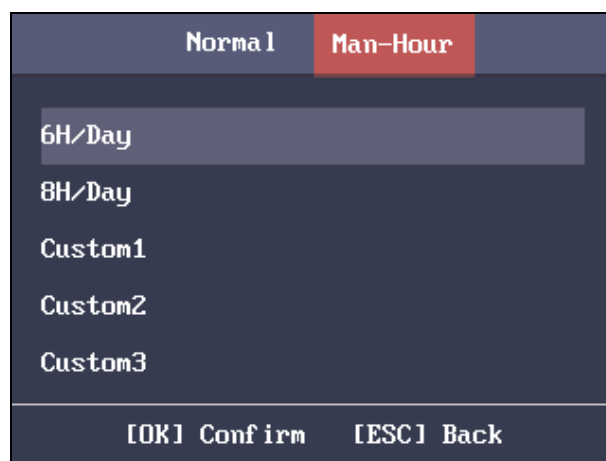 Normal Man-Hour
6H/Day
8H/Day
Custom1
Custom2
Custom3
[OK] Confirm [ESC] Back